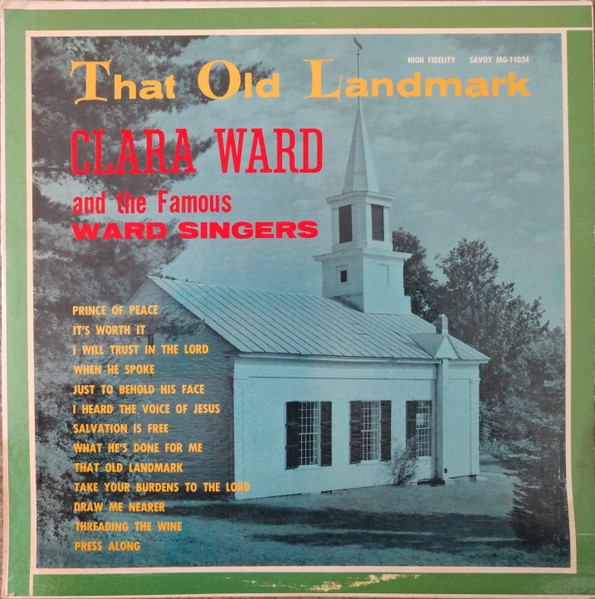 HIGH FIDELITY SAVOY MG-14034
That Old Landmark
CLARA WARD
and the Famous
WARD SINGERS
PRINCE OF PEACE
IT'S WORTH IT
I WILL TRUST IN THE LORD
WHEN HE SPOKE
JUST TO BEHOLD HIS FACE
I HEARD THE VOICE OF JESUS
SALVATION IS FREE
WHAT HE'S DONE FOR ME
THAT OLD LANDMARK
TAKE YOUR BURDENS TO THE LORD
DRAW ME NEARER
THREADING THE WINE
PRESS ALONG